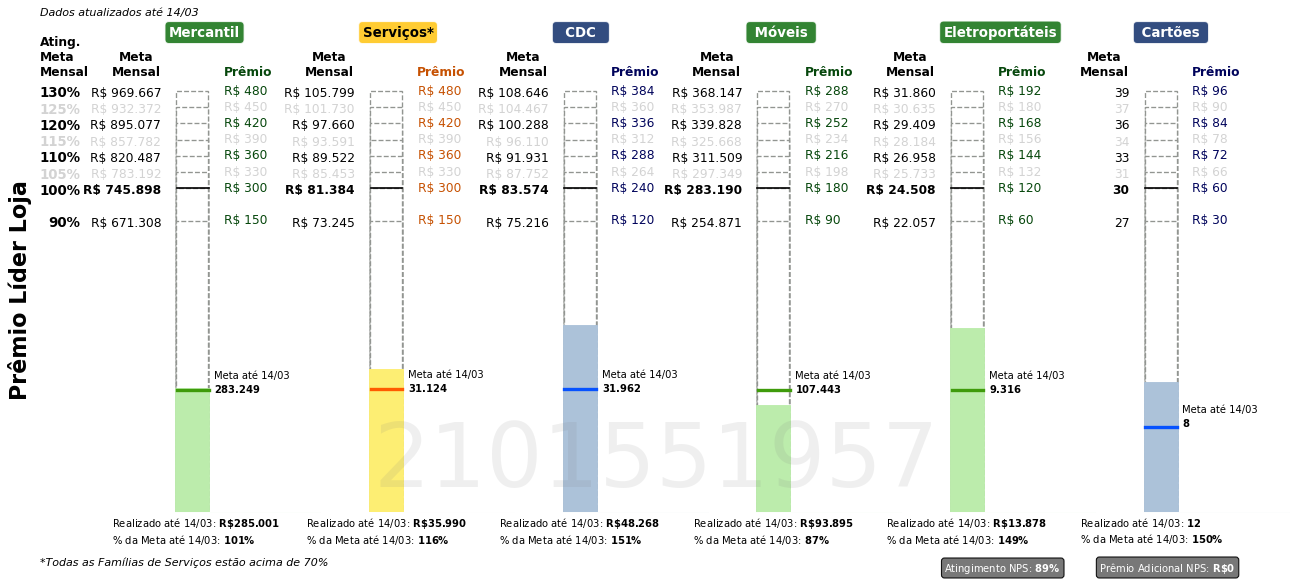 Dados atualizados até 14/03
Mercantil Serviços* CDC Móveis Eletroportáteis Cartões
Ating. Meta Mensal
Meta Mensal Prêmio Meta Mensal Prêmio Meta Mensal Prêmio Meta Mensal Prêmio Meta Mensal Prêmio Meta Mensal Prêmio
130% R$ 969.667 R$ 480 R$ 105.799 R$ 480 R$ 108.646 R$ 384 R$ 368.147 R$ 288 R$ 31.860 R$ 192 39 R$ 96
125% R$ 932.372 R$ 450 R$ 101.730 R$ 450 R$ 104.467 R$ 360 R$ 353.987 R$ 270 R$ 30.635 R$ 180 37 R$ 90
120% R$ 895.077 R$ 420 R$ 97.660 R$ 420 R$ 100.288 R$ 336 R$ 339.828 R$ 252 R$ 29.409 R$ 168 36 R$ 84
115% R$ 857.782 R$ 390 R$ 93.591 R$ 390 R$ 96.110 R$ 312 R$ 325.668 R$ 234 R$ 28.184 R$ 156 34 R$ 78
110% R$ 820.487 R$ 360 R$ 89.522 R$ 360 R$ 91.931 R$ 288 R$ 311.509 R$ 216 R$ 26.958 R$ 144 33 R$ 72
105% R$ 783.192 R$ 330 R$ 85.453 R$ 330 R$ 87.752 R$ 264 R$ 297.349 R$ 198 R$ 25.733 R$ 132 31 R$ 66
100% R$ 745.898 R$ 300 R$ 81.384 R$ 300 R$ 83.574 R$ 240 R$ 283.190 R$ 180 R$ 24.508 R$ 120 30 R$ 60
90% R$ 671.308 R$ 150 R$ 73.245 R$ 150 R$ 75.216 R$ 120 R$ 254.871 R$ 90 R$ 22.057 R$ 60 27 R$ 30
Prêmio Líder Loja
Meta até 14/03 Meta até 14/03 Meta até 14/03 Meta até 14/03 Meta até 14/03
283.249 31.124 31.962 107.443 9.316
Meta até 14/03
8
2101551957
Realizado até 14/03: R$285.001 Realizado até 14/03: R$35.990 Realizado até 14/03: R$48.268 Realizado até 14/03: R$93.895 Realizado até 14/03: R$13.878 Realizado até 14/03: 12
% da Meta até 14/03: 101% % da Meta até 14/03: 116% % da Meta até 14/03: 151% % da Meta até 14/03: 87% % da Meta até 14/03: 149% % da Meta até 14/03: 150%
*Todas as Famílias de Serviços estão acima de 70%
Atingimento NPS: 89% Prêmio Adicional NPS: R$0